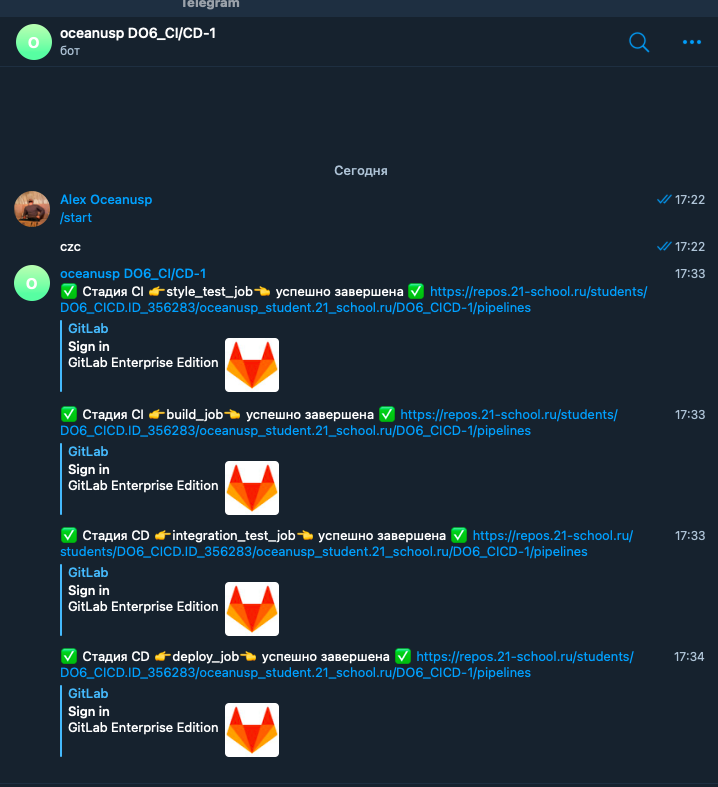 Telegram
oceanusp DO6_CI/CD-1
бот
Сегодня
Alex Oceanusp 17:22
/start
czc 17:22
oceanusp DO6_CI/CD-1 17:33
✅ Стадия CI 👉style_test_job👈 успешно завершена ✅ https://repos.21-school.ru/students/
DO6_CICD.ID_356283/oceanusp_student.21_school.ru/DO6_CICD-1/pipelines
GitLab
Sign in
GitLab Enterprise Edition
✅ Стадия CI 👉build_job👈 успешно завершена ✅ https://repos.21-school.ru/students/ 17:33
DO6_CICD.ID_356283/oceanusp_student.21_school.ru/DO6_CICD-1/pipelines
GitLab
Sign in
GitLab Enterprise Edition
✅ Стадия CD 👉integration_test_job👈 успешно завершена ✅ https://repos.21-school.ru/ 17:33
students/DO6_CICD.ID_356283/oceanusp_student.21_school.ru/DO6_CICD-1/pipelines
GitLab
Sign in
GitLab Enterprise Edition
✅ Стадия CD 👉deploy_job👈 успешно завершена ✅ https://repos.21-school.ru/students/ 17:34
DO6_CICD.ID_356283/oceanusp_student.21_school.ru/DO6_CICD-1/pipelines
GitLab
Sign in
GitLab Enterprise Edition